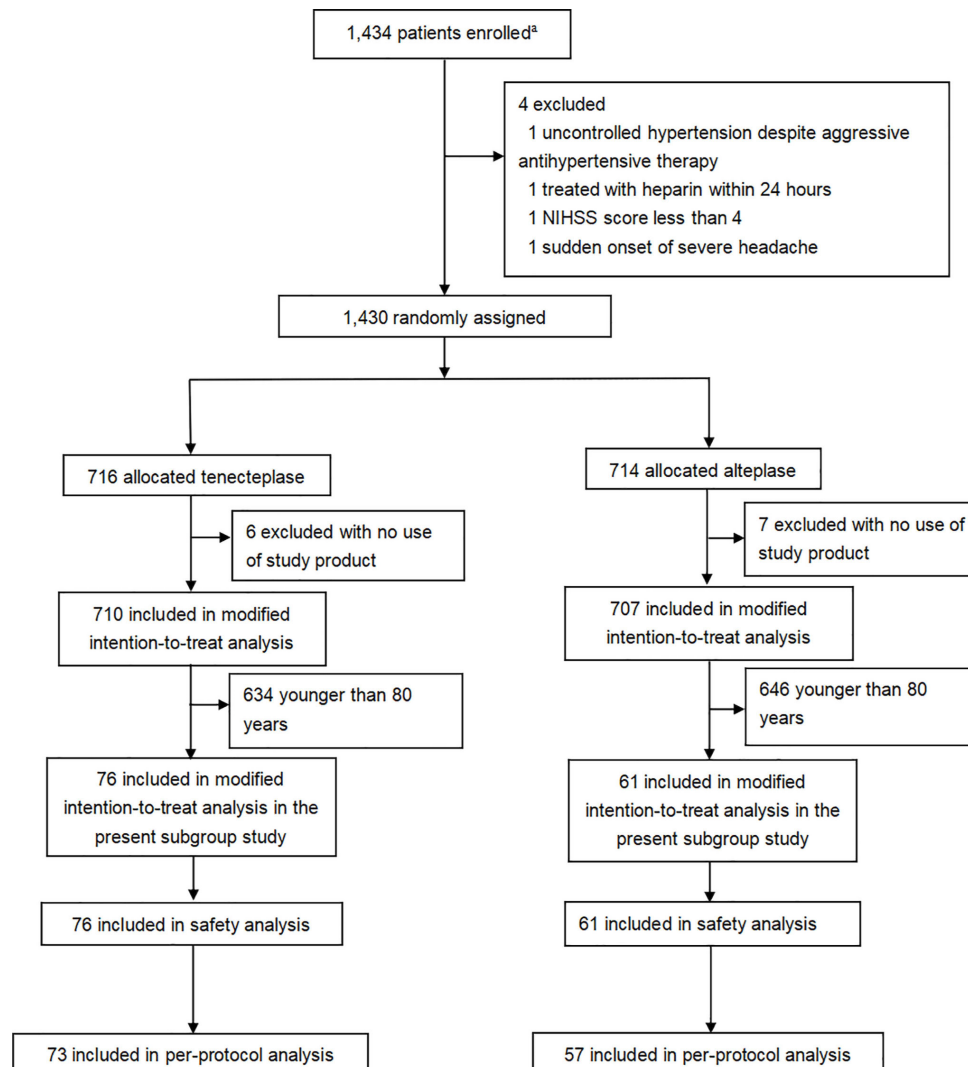 1,434 patients enrolledª
4 excluded
1 uncontrolled hypertension despite aggressive
antihypertensive therapy
1 treated with heparin within 24 hours
1 NIHSS score less than 4
1 sudden onset of severe headache
1,430 randomly assigned
716 allocated tenecteplase
714 allocated alteplase
6 excluded with no use
of study product
7 excluded with no use of
study product
710 included in modified
intention-to-treat analysis
707 included in modified
intention-to-treat analysis
634 younger than 80
years
646 younger than 80
years
76 included in modified
intention-to-treat analysis in the
present subgroup study
61 included in modified
intention-to-treat analysis in the
present subgroup study
76 included in safety analysis
61 included in safety analysis
73 included in per-protocol analysis
57 included in per-protocol analysis